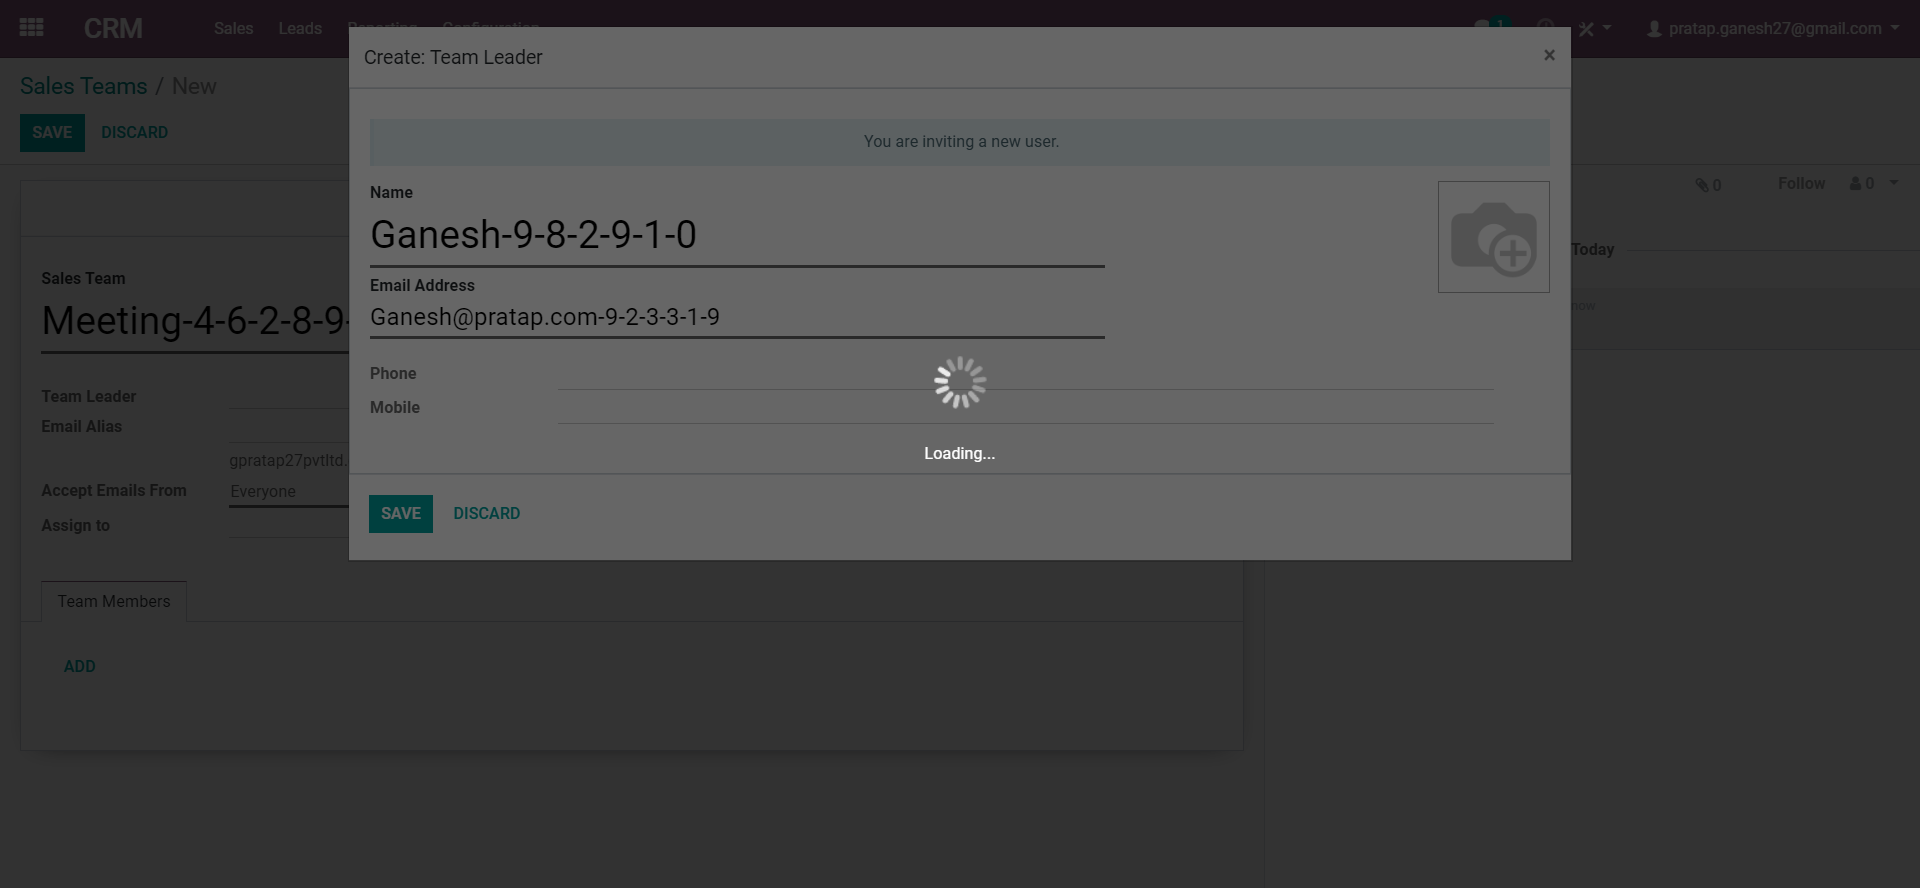 CRM Sales Leads Reporting Configuration 1 pratap.ganesh27@gmail.com
Create: Team Leader ×
Sales Teams / New
SAVE DISCARD
You are inviting a new user.
Name
Ganesh-9-8-2-9-1-0
Email Address
Ganesh@pratap.com-9-2-3-3-1-9
Phone
Mobile
Loading...
SAVE DISCARD
0 Follow 0
Today
now
Sales Team
Meeting-4-6-2-8-9-
Team Leader
Email Alias
gpratap27pvtltd.
Accept Emails From Everyone
Assign to
Team Members
ADD